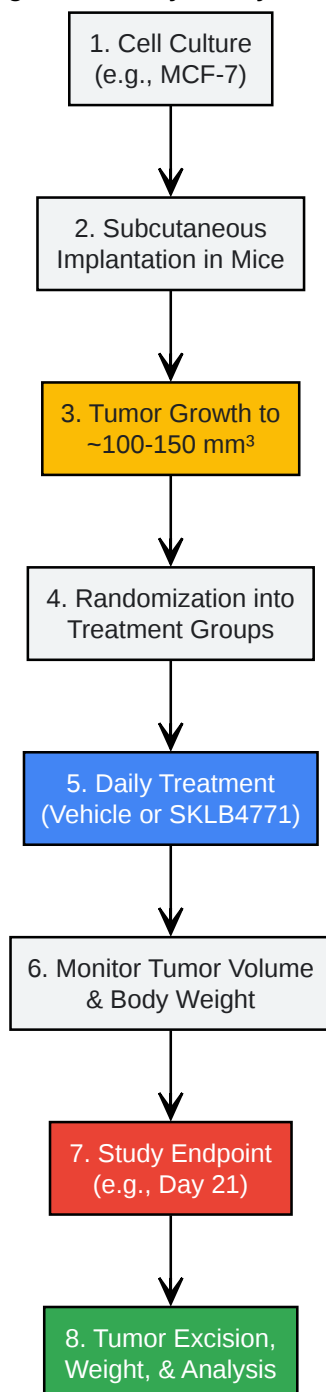 1. Cell Culture
(e.g., MCF-7)
2. Subcutaneous
Implantation in Mice
3. Tumor Growth to
~100-150 mm³
4. Randomization into
Treatment Groups
5. Daily Treatment
(Vehicle or SKLB4771)
6. Monitor Tumor Volume
& Body Weight
7. Study Endpoint
(e.g., Day 21)
8. Tumor Excision,
Weight, & Analysis